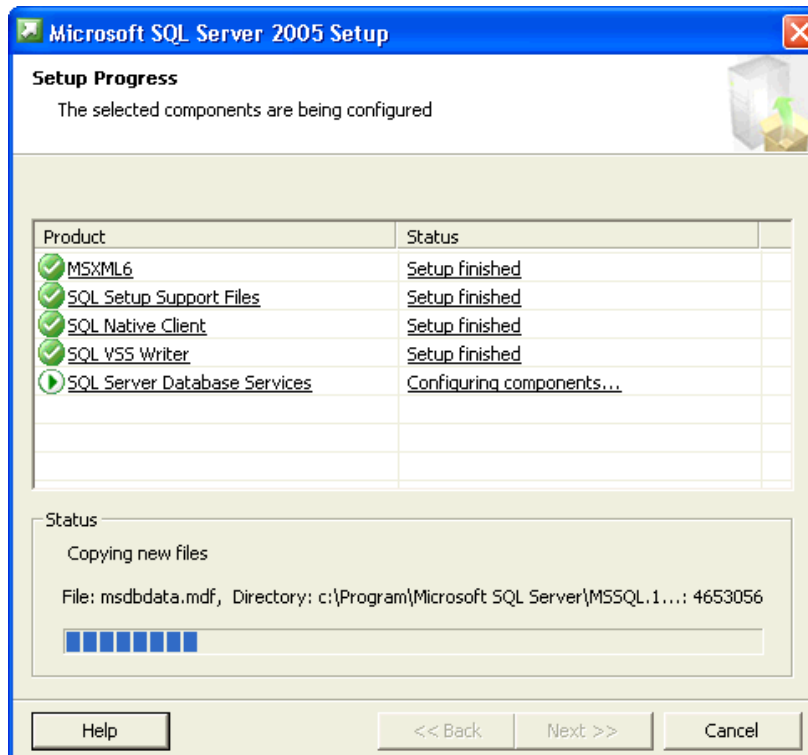 Microsoft SQL Server 2005 Setup
Setup Progress
The selected components are being configured
Product Status
MSXML6 Setup finished
SQL Setup Support Files Setup finished
SQL Native Client Setup finished
SQL VSS Writer Setup finished
SQL Server Database Services Configuring components...
Status
Copying new files
File: msdbdata.mdf, Directory: c:\Program\Microsoft SQL Server\MSSQL.1...: 4653056
Help << Back Next >> Cancel